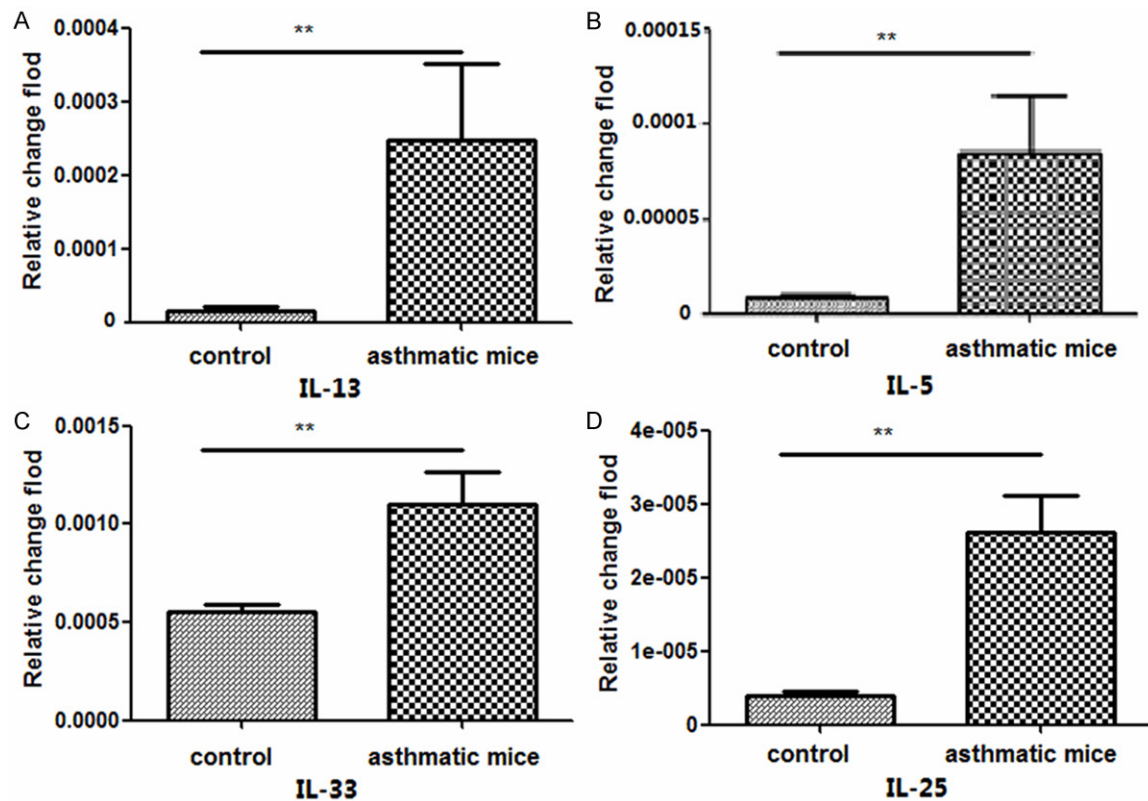 A
Relative change flod
0.0004
0.0003
0.0002
0.0001
0
**
control
asthmatic mice
IL-13
B
Relative change flod
0.00015
0.0001
0.00005
0
**
control
asthmatic mice
IL-5
C
Relative change flod
0.0015
0.0010
0.0005
0.0000
**
control
asthmatic mice
IL-33
D
Relative change flod
4e-005
3e-005
2e-005
1e-005
0
**
control
asthmatic mice
IL-25